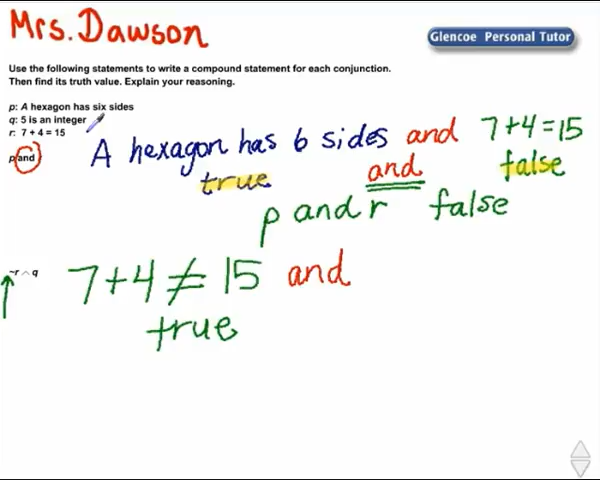 Mrs. Dawson
Glencoe Personal Tutor
Use the following statements to write a compound statement for each conjunction.
Then find its truth value. Explain your reasoning.
p: A hexagon has six sides
q: 5 is an integer
r: 7 + 4 = 15
p and
A hexagon has 6 sides and 7+4=15
true and false
p and r false
~r ^ q
7+4≠15 and
true